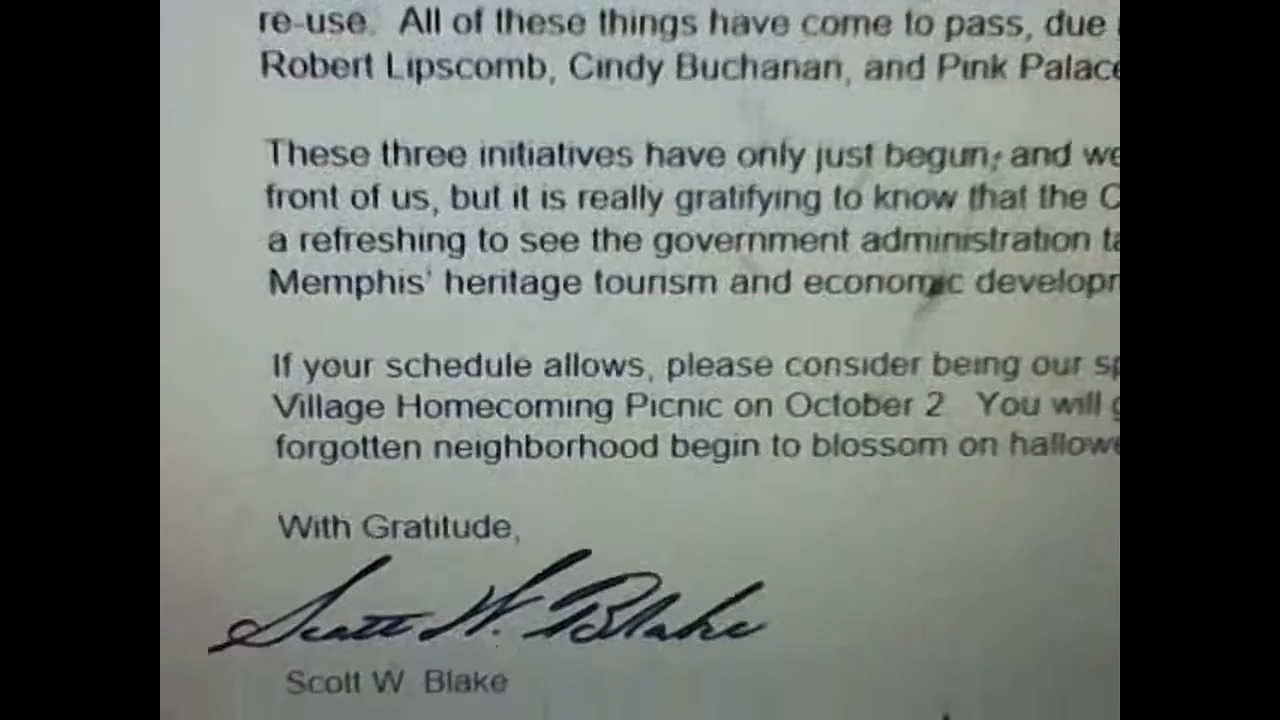 re-use. All of these things have come to pass, due
Robert Lipscomb, Cindy Buchanan, and Pink Palace
These three initiatives have only just begun, and we
front of us, but it is really gratifying to know that the
a refreshing to see the government administration
Memphis' heritage tourism and economic
If your schedule allows, please consider being our
Village Homecoming Picnic on October 2 You will
forgotten neighborhood begin to blossom on
With Gratitude,
Scott W. Blake
Scott W. Blake